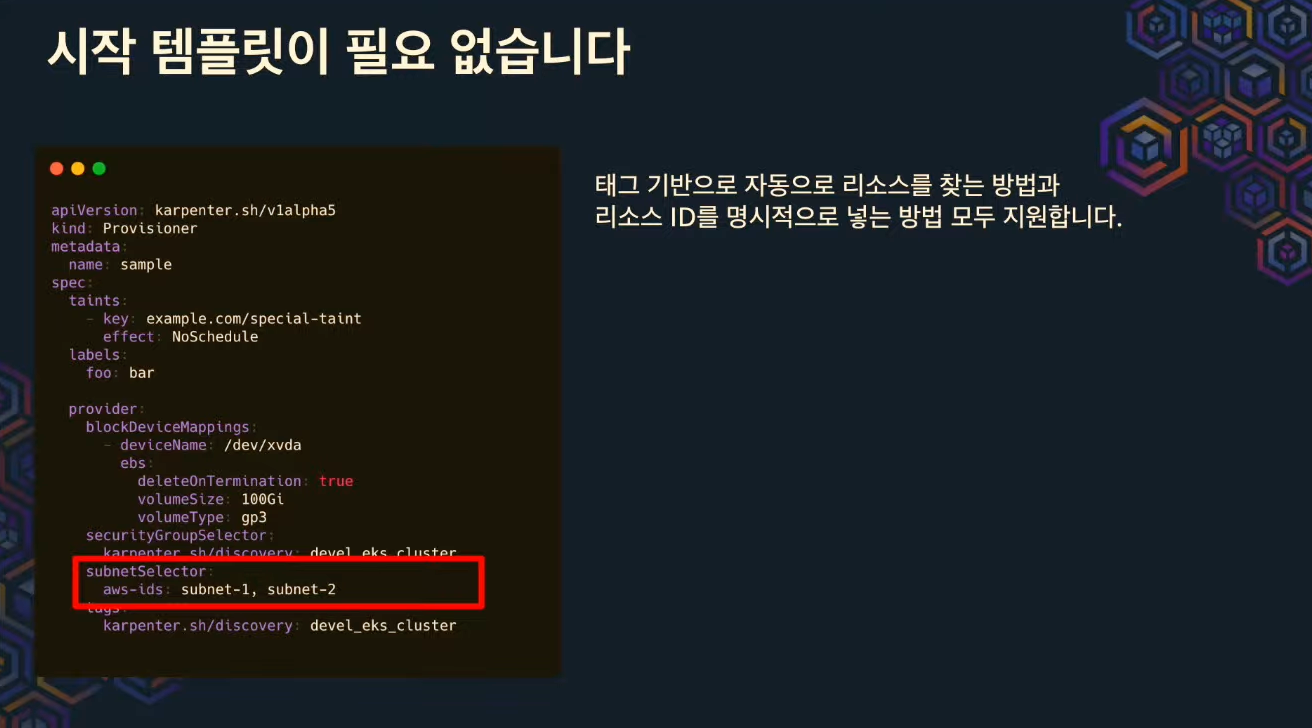 시작 템플릿이 필요 없습니다
apiVersion: karpenter.sh/v1alpha5
kind: Provisioner
metadata:
  name: sample
spec:
  taints:
    - key: example.com/special-taint
      effect: NoSchedule
  labels:
    foo: bar
  provider:
    blockDeviceMappings:
      - deviceName: /dev/xvda
        ebs:
          deleteOnTermination: true
          volumeSize: 100Gi
          volumeType: gp3
    securityGroupSelector:
      karpenter.sh/discovery: devel_eks_cluster
    subnetSelector:
      aws-ids: subnet-1, subnet-2
    tags:
      karpenter.sh/discovery: devel_eks_cluster
태그 기반으로 자동으로 리소스를 찾는 방법과
리소스 ID를 명시적으로 넣는 방법 모두 지원합니다.